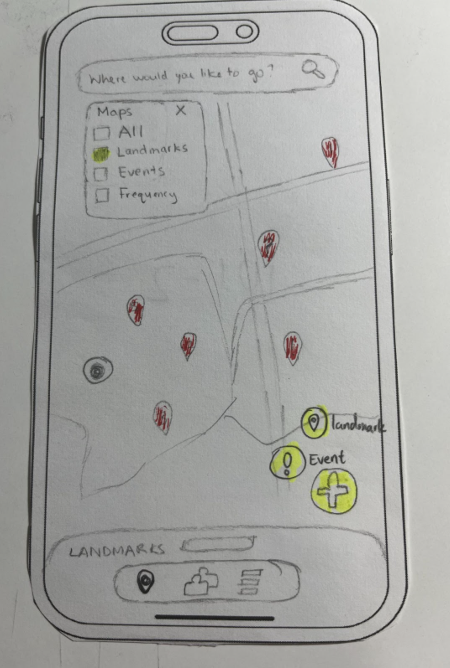 Where would you like to go?
Maps X
All
Landmarks
Events
Frequency
landmark
Event
LANDMARKS